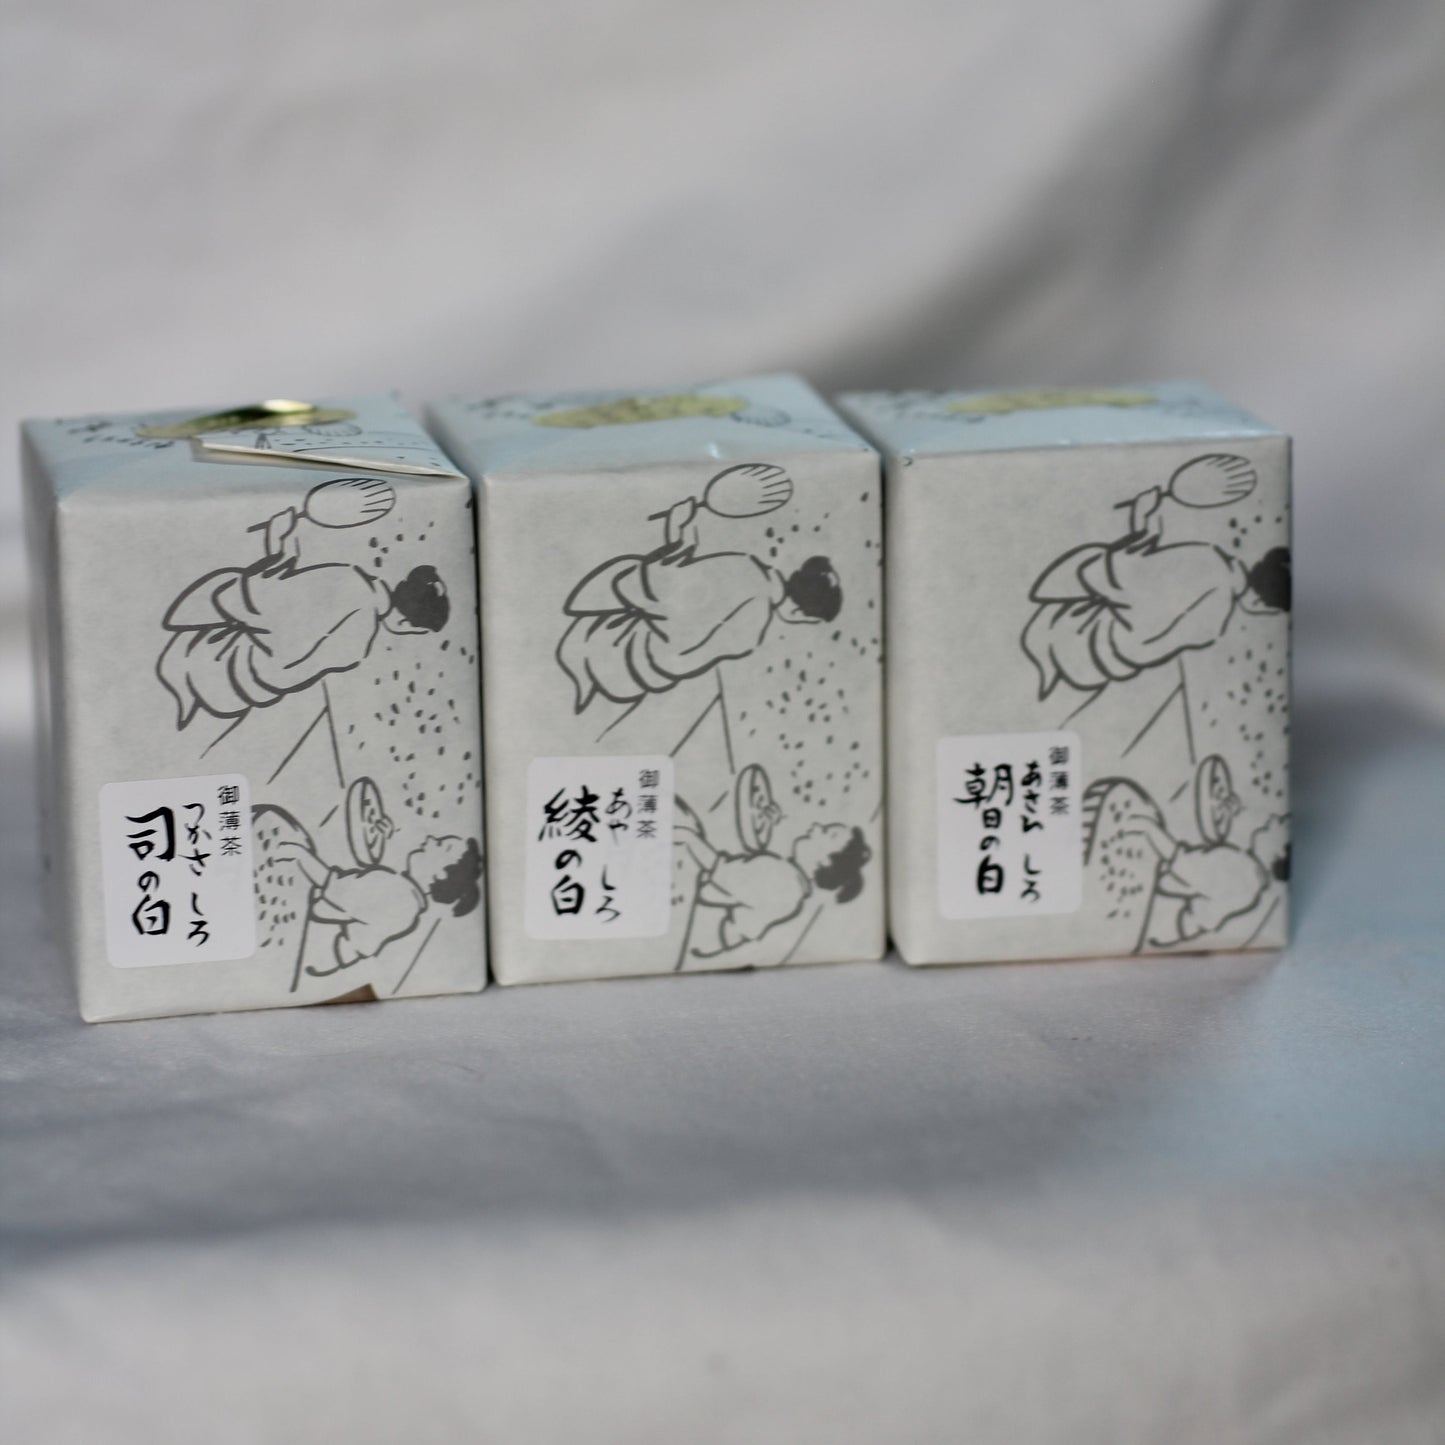 御薄茶
つかさ しろ
司の白
御薄茶
あや しろ
綾の白
御薄茶
あさひ しろ
朝日の白